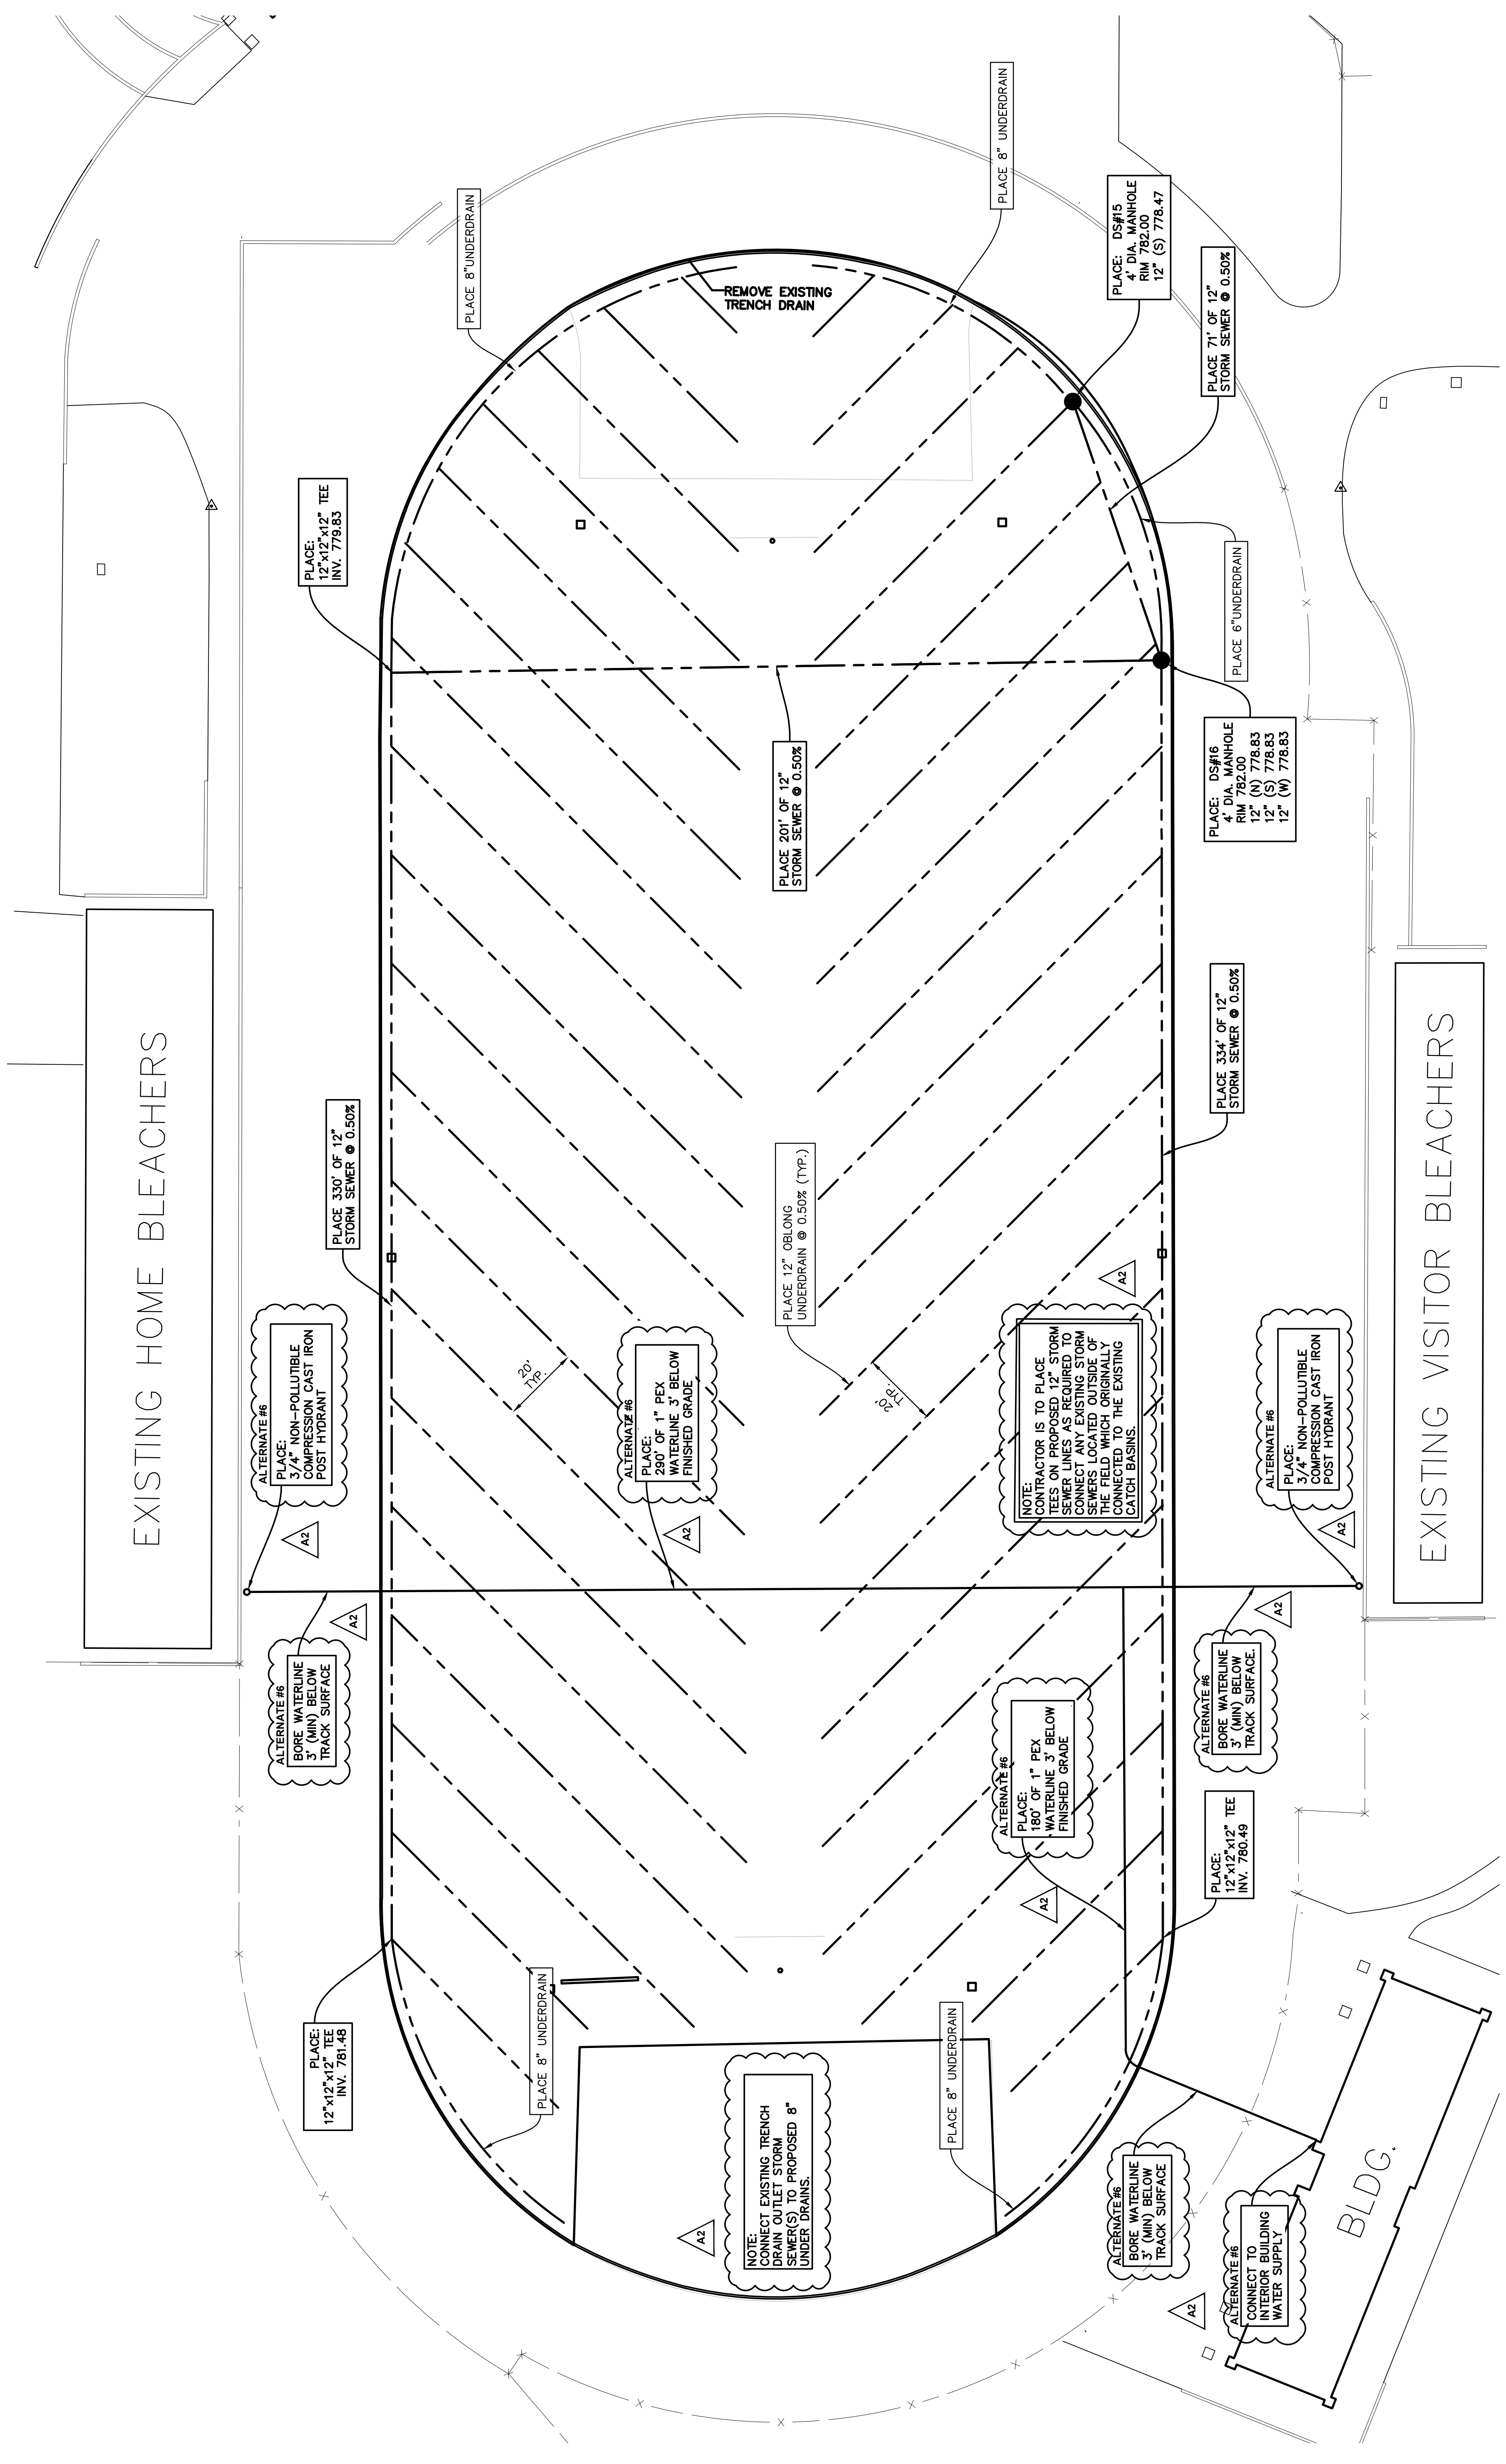 PLACE 8" UNDERDRAIN
PLACE 8"UNDERDRAIN
PLACE: DS#15
4' DIA. MANHOLE
RIM 782.00
12" (S) 778.47
REMOVE EXISTING
TRENCH DRAIN
PLACE 71' OF 12"
STORM SEWER @ 0.50%
PLACE:
12"x12"x12" TEE
INV. 779.83
PLACE 6"UNDERDRAIN
PLACE: DS#16
4' DIA. MANHOLE
RIM 782.00
12" (N) 778.83
12" (S) 778.83
12" (W) 778.83
PLACE 201' OF 12"
STORM SEWER @ 0.50%
EXISTING HOME BLEACHERS
EXISTING VISITOR BLEACHERS
PLACE 334' OF 12"
STORM SEWER @ 0.50%
PLACE 330' OF 12"
STORM SEWER @ 0.50%
PLACE 12" OBLONG
UNDERDRAIN @ 0.50% (TYP.)
A2
ALTERNATE #6
PLACE:
3/4" NON-POLLUTIBLE
COMPRESSION CAST IRON
POST HYDRANT
A2
20'
TYP.
ALTERNATE #6
PLACE:
290' OF 1" PEX
WATERLINE 3' BELOW
FINISHED GRADE
A2
20'
TYP.
NOTE:
CONTRACTOR IS TO PLACE
TEES ON PROPOSED 12" STORM
SEWER LINES AS REQUIRED TO
CONNECT ANY EXISTING STORM
SEWERS LOCATED OUTSIDE OF
THE FIELD WHICH ORIGINALLY
CONNECTED TO THE EXISTING
CATCH BASINS.
ALTERNATE #6
PLACE:
3/4" NON-POLLUTIBLE
COMPRESSION CAST IRON
POST HYDRANT
A2
A2
ALTERNATE #6
BORE WATERLINE
3' (MIN) BELOW
TRACK SURFACE
A2
ALTERNATE #6
BORE WATERLINE
3' (MIN) BELOW
TRACK SURFACE.
ALTERNATE #6
PLACE:
180' OF 1" PEX
WATERLINE 3' BELOW
FINISHED GRADE
A2
PLACE:
12"x12"x12" TEE
INV. 780.49
PLACE:
12"x12"x12" TEE
INV. 781.48
PLACE 8" UNDERDRAIN
PLACE 8" UNDERDRAIN
NOTE:
CONNECT EXISTING TRENCH
DRAIN OUTLET STORM
SEWER(S) TO PROPOSED 8"
UNDER DRAINS.
A2
ALTERNATE #6
BORE WATERLINE
3' (MIN) BELOW
TRACK SURFACE
ALTERNATE #6
CONNECT TO
INTERIOR BUILDING
WATER SUPPLY
A2
BLDG.